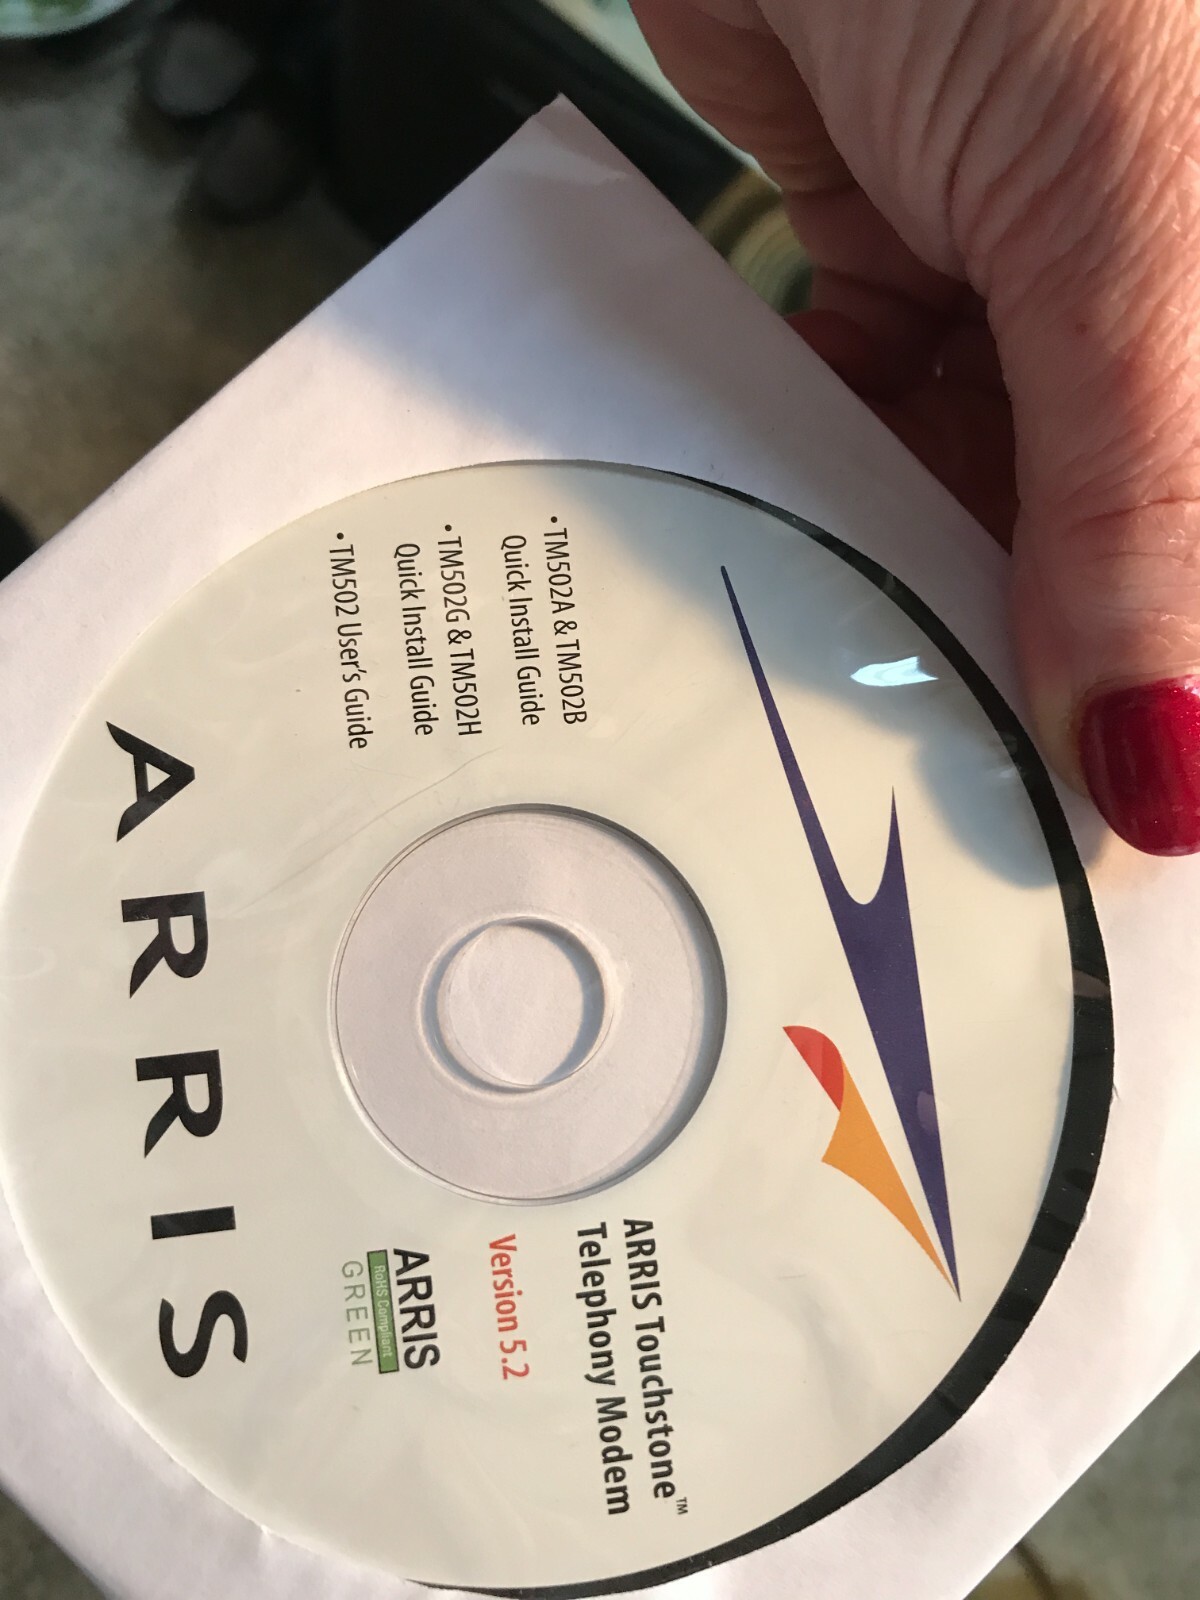 • TM502A & TM502B
Quick Install Guide
• TM502G & TM502H
Quick Install Guide
• TM502 User's Guide
ARRIS Touchstone™
Telephony Modem
Version 5.2
ARRIS
RoHS Compliant
GREEN
ARRIS